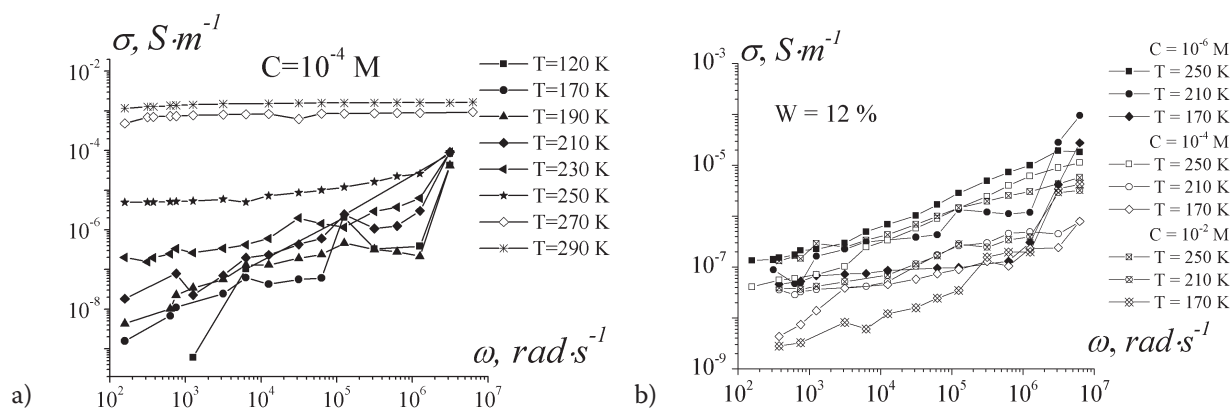 σ, S·m⁻¹
C=10⁻⁴ M
10⁻²
10⁻⁴
10⁻⁶
10⁻⁸
10² 10³ 10⁴ 10⁵ 10⁶ 10⁷
ω, rad·s⁻¹
T=120 K
T=170 K
T=190 K
T=210 K
T=230 K
T=250 K
T=270 K
T=290 K
a)
σ, S·m⁻¹
W = 12 %
10⁻³
10⁻⁵
10⁻⁷
10⁻⁹
10² 10³ 10⁴ 10⁵ 10⁶ 10⁷
ω, rad·s⁻¹
C = 10⁻⁶ M
T = 250 K
T = 210 K
T = 170 K
C = 10⁻⁴ M
T = 250 K
T = 210 K
T = 170 K
C = 10⁻² M
T = 250 K
T = 210 K
T = 170 K
b)